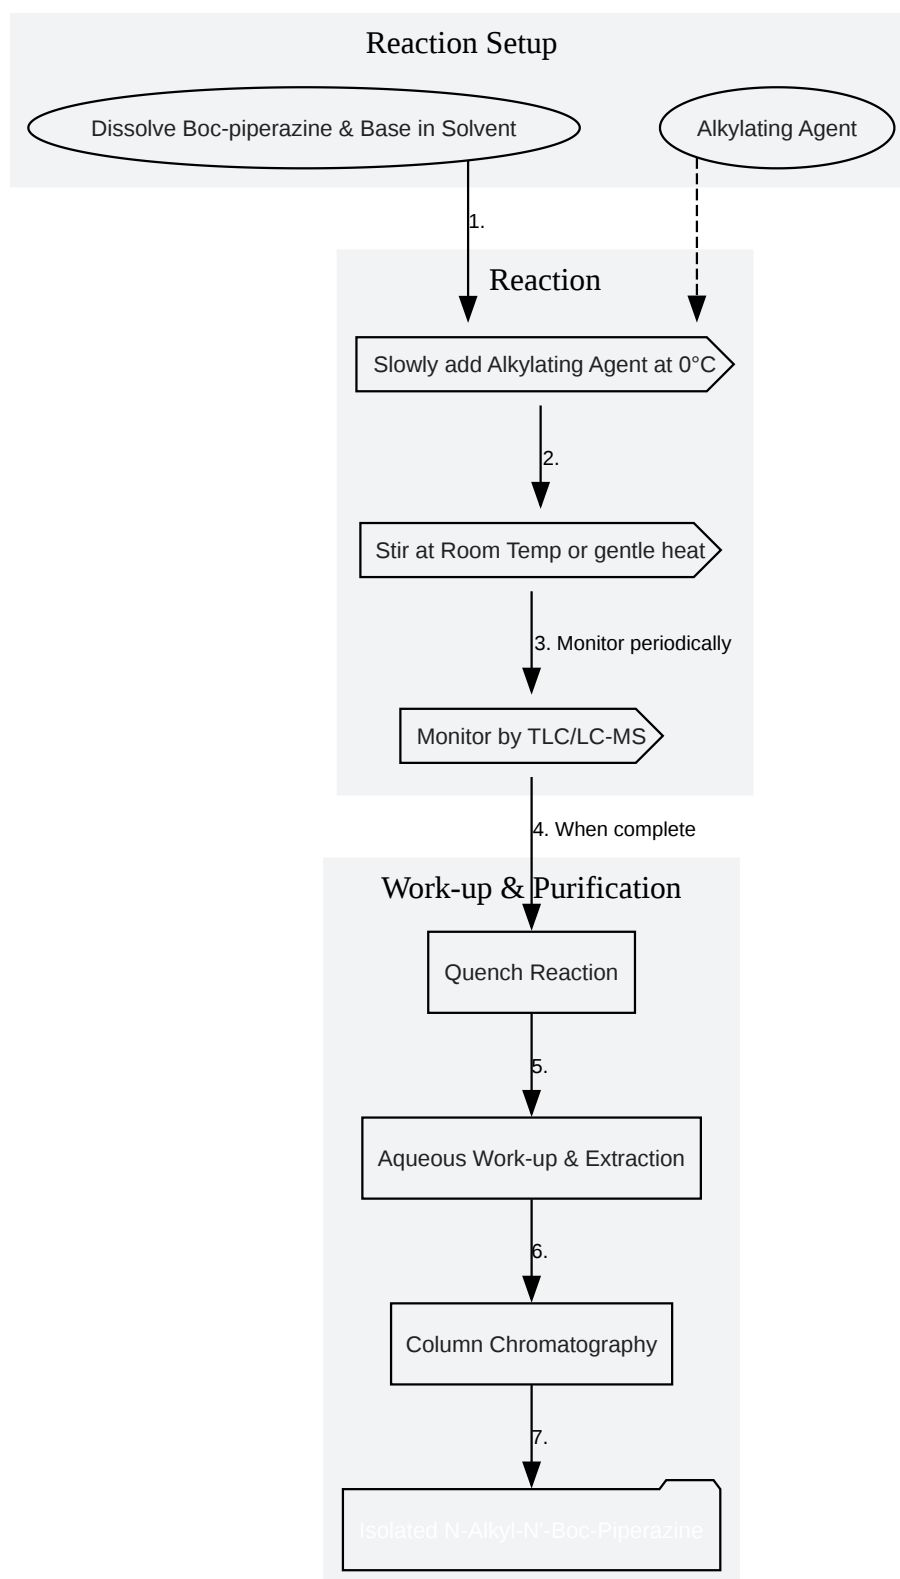 Reaction Setup
Dissolve Boc-piperazine & Base in Solvent
Alkylating Agent
1.
Reaction
Slowly add Alkylating Agent at 0°C
2.
Stir at Room Temp or gentle heat
3. Monitor periodically
Monitor by TLC/LC-MS
4. When complete
Work-up & Purification
Quench Reaction
5.
Aqueous Work-up & Extraction
6.
Column Chromatography
7.
Isolated N-Alkyl-N'-Boc-Piperazine